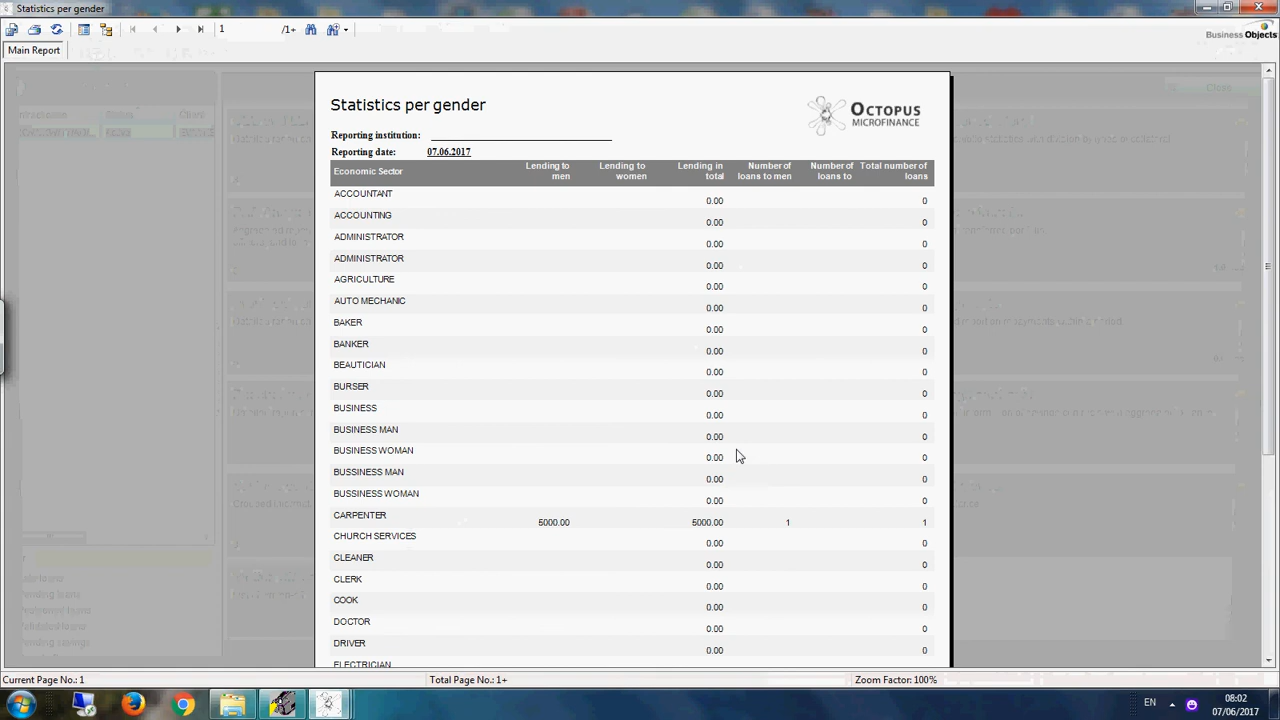 Statistics per gender
1 /1+
Business Objects
Main Report
Statistics per gender
OCTOPUS
MICROFINANCE
Reporting institution:
Reporting date: 07.06.2017
Economic Sector Lending to men Lending to women Lending in total Number of loans to men Number of loans to Total number of loans
ACCOUNTANT 0.00 0
ACCOUNTING 0.00 0
ADMINISTRATOR 0.00 0
ADMINISTRATOR 0.00 0
AGRICULTURE 0.00 0
AUTO MECHANIC 0.00 0
BAKER 0.00 0
BANKER 0.00 0
BEAUTICIAN 0.00 0
BURSER 0.00 0
BUSINESS 0.00 0
BUSINESS MAN 0.00 0
BUSINESS WOMAN 0.00 0
BUSSINESS MAN 0.00 0
BUSSINESS WOMAN 0.00 0
CARPENTER 5000.00 5000.00 1 1
CHURCH SERVICES 0.00 0
CLEANER 0.00 0
CLERK 0.00 0
COOK 0.00 0
DOCTOR 0.00 0
DRIVER 0.00 0
ELECTRICIAN
Close
Current Page No.: 1 Total Page No.: 1+ Zoom Factor: 100%
EN 08:02
07/06/2017